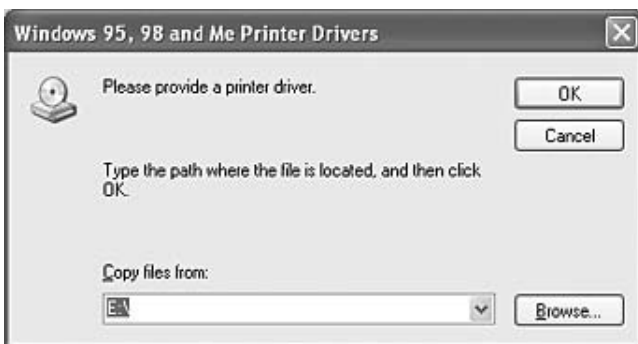 Windows 95, 98 and Me Printer Drivers
Please provide a printer driver.
OK
Cancel
Type the path where the file is located, and then click
OK.
Copy files from:
E:\
Browse...